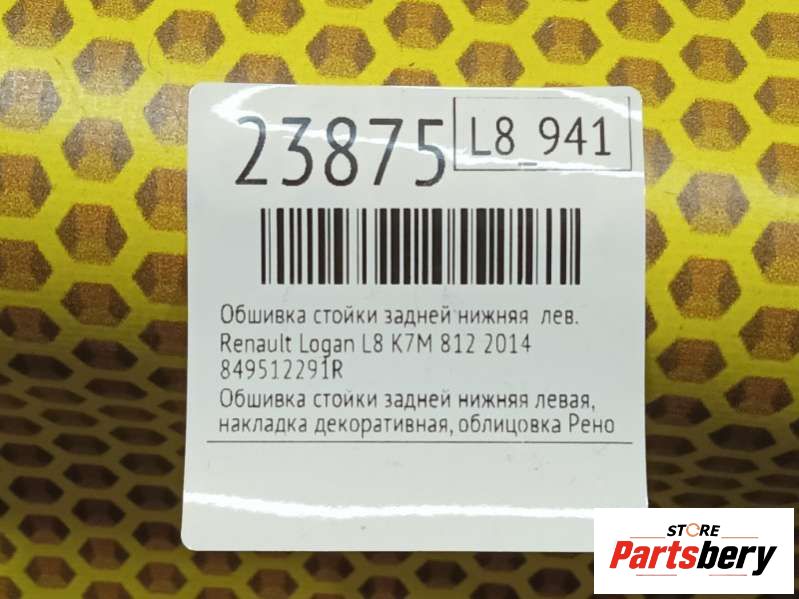 23875
L8_941
Обшивка стойки задней нижняя лев.
Renault Logan L8 K7M 812 2014
849512291R
Обшивка стойки задней нижняя левая,
накладка декоративная, облицовка Рено
STORE
Partsbery